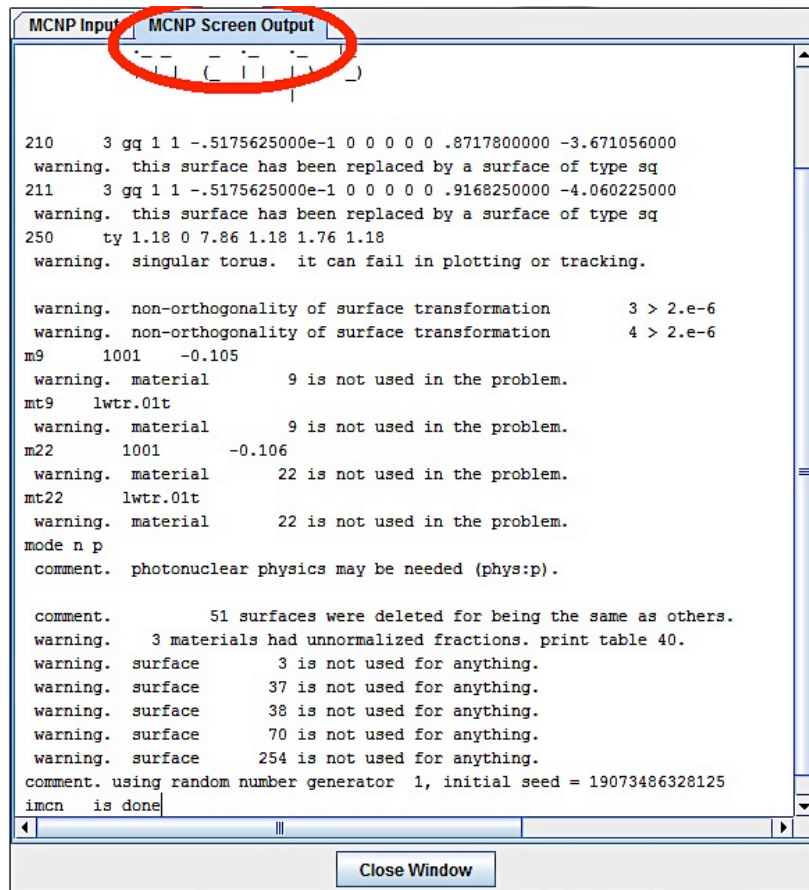 MCNP Input MCNP Screen Output
210 3 gq 1 1 -.5175625000e-1 0 0 0 0 0 .8717800000 -3.671056000
warning. this surface has been replaced by a surface of type sq
211 3 gq 1 1 -.5175625000e-1 0 0 0 0 0 .9168250000 -4.060225000
warning. this surface has been replaced by a surface of type sq
250 ty 1.18 0 7.86 1.18 1.76 1.18
warning. singular torus. it can fail in plotting or tracking.
warning. non-orthogonality of surface transformation 3 > 2.e-6
warning. non-orthogonality of surface transformation 4 > 2.e-6
m9 1001 -0.105
warning. material 9 is not used in the problem.
mt9 lwtr.01t
warning. material 9 is not used in the problem.
m22 1001 -0.106
warning. material 22 is not used in the problem.
mt22 lwtr.01t
warning. material 22 is not used in the problem.
mode n p
comment. photonuclear physics may be needed (phys:p).
comment. 51 surfaces were deleted for being the same as others.
warning. 3 materials had unnormalized fractions. print table 40.
warning. surface 3 is not used for anything.
warning. surface 37 is not used for anything.
warning. surface 38 is not used for anything.
warning. surface 70 is not used for anything.
warning. surface 254 is not used for anything.
comment. using random number generator 1, initial seed = 19073486328125
imcn is done
Close Window